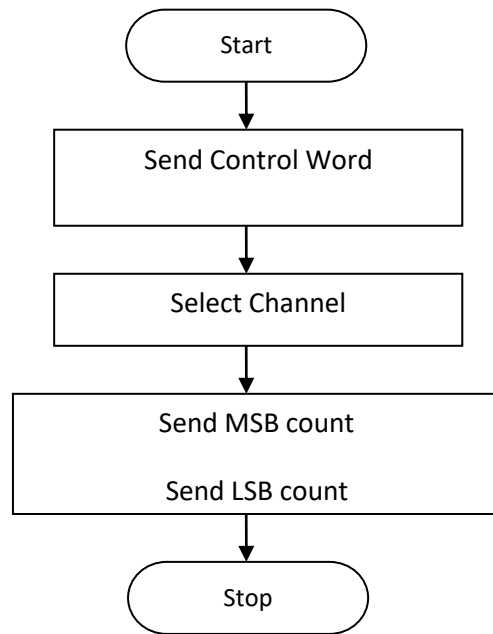 Start
Send Control Word
Select Channel
Send MSB count
Send LSB count
Stop